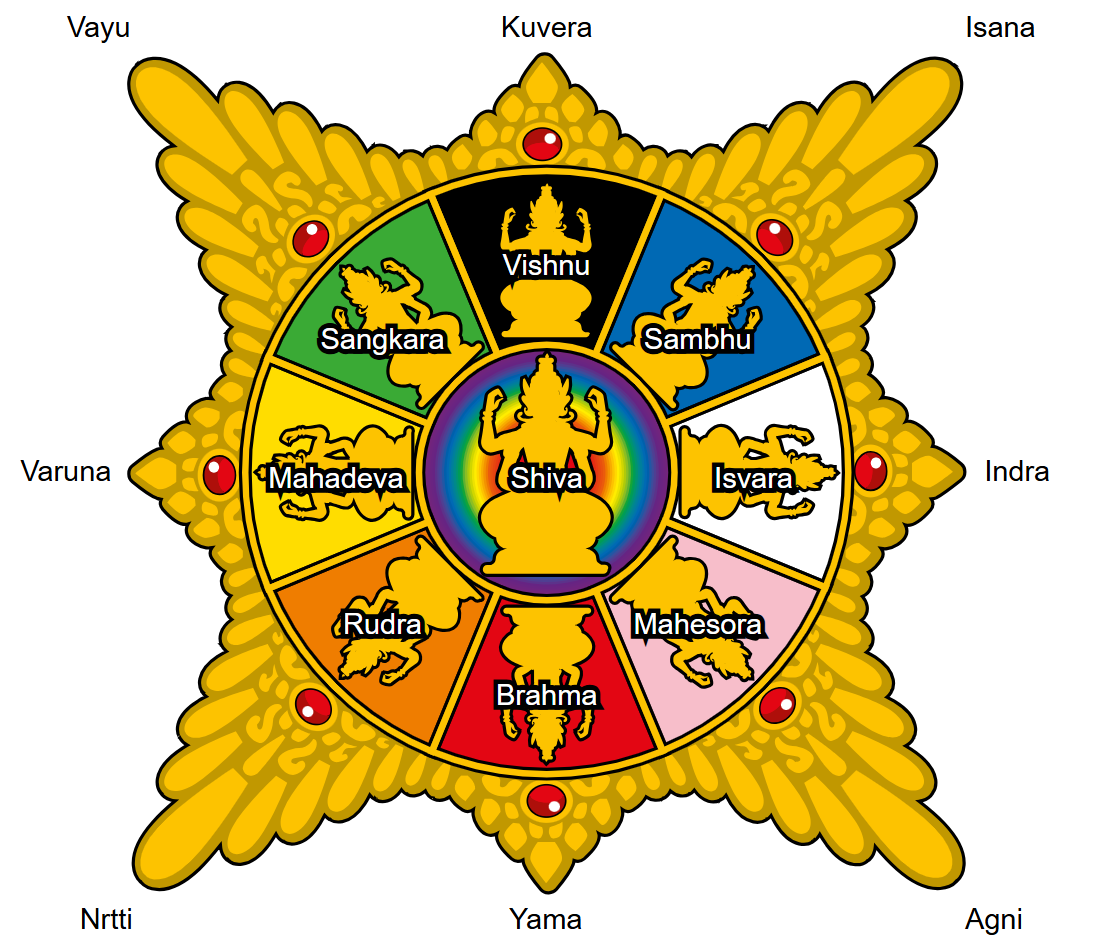 Vayu
Kuvera
Isana
Vishnu
Sangkara
Sambhu
Varuna
Mahadeva
Shiva
Isvara
Indra
Rudra
Mahesora
Brahma
Nrtti
Yama
Agni